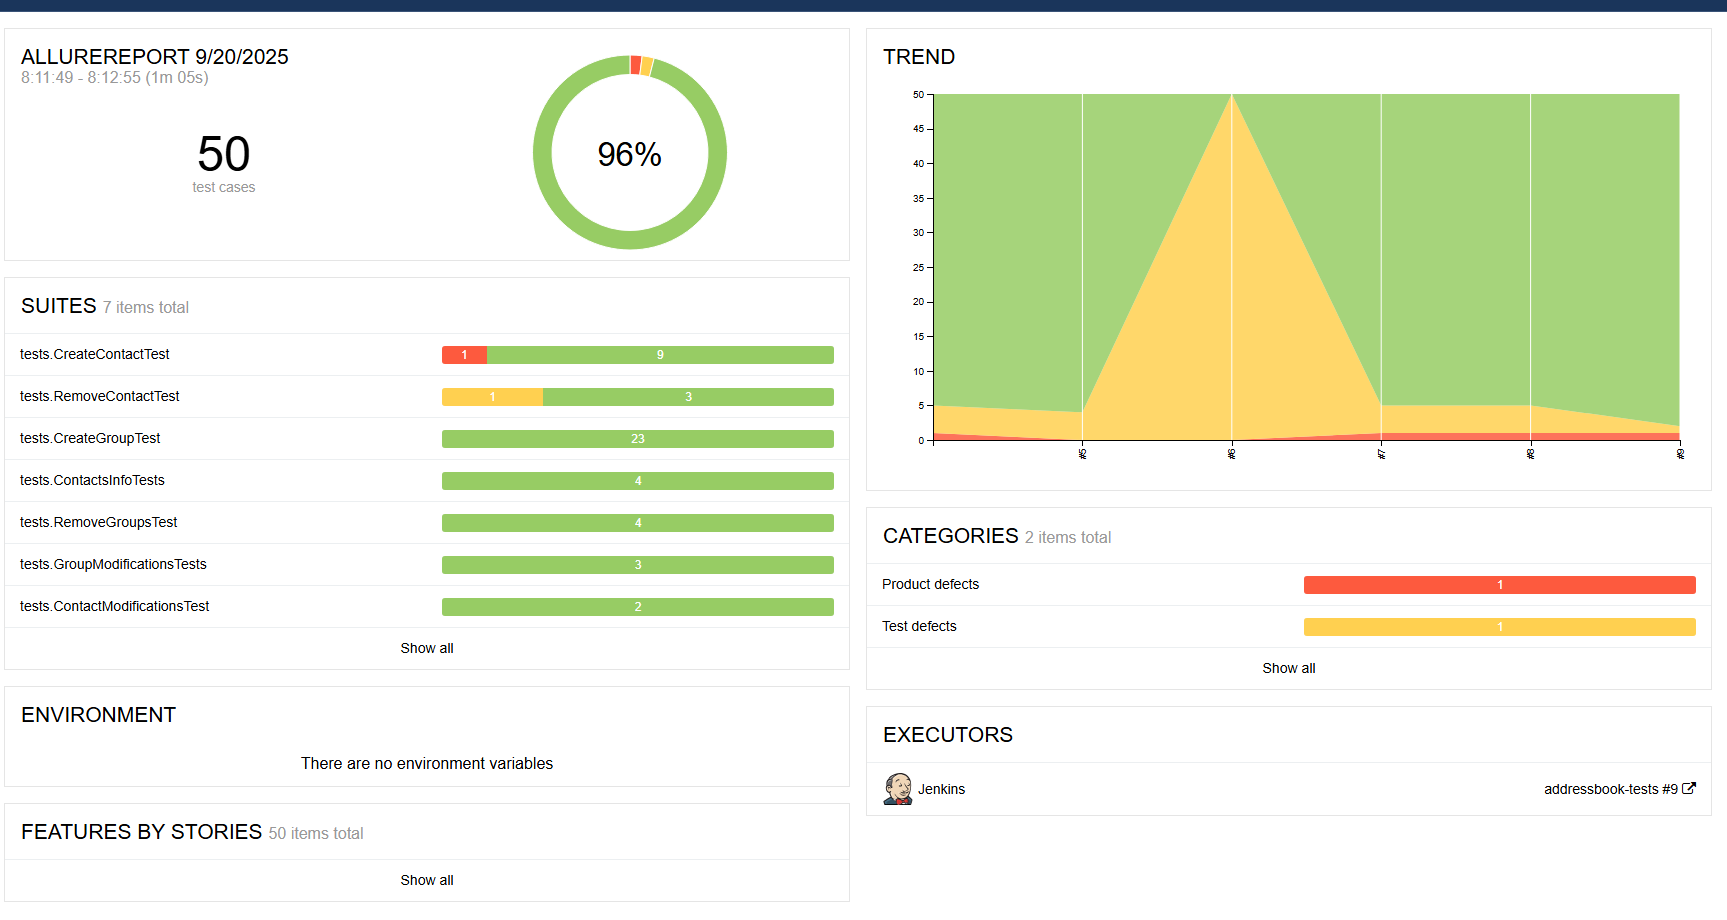 ALLUREREPORT 9/20/2025
8:11:49 - 8:12:55 (1m 05s)
50
test cases
96%
SUITES 7 items total
tests.CreateContactTest 1 9
tests.RemoveContactTest 1 3
tests.CreateGroupTest 23
tests.ContactsInfoTests 4
tests.RemoveGroupsTest 4
tests.GroupModificationsTests 3
tests.ContactModificationsTest 2
Show all
ENVIRONMENT
There are no environment variables
FEATURES BY STORIES 50 items total
Show all
TREND
50
45
40
35
30
25
20
15
10
5
0
#5 #6 #7 #8 #9
CATEGORIES 2 items total
Product defects 1
Test defects 1
Show all
EXECUTORS
Jenkins addressbook-tests #9